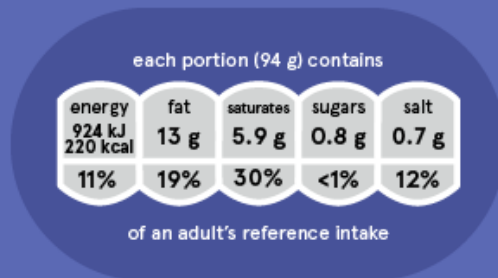 each portion (94 g) contains
energy fat saturates sugars salt
924 kJ
220 kcal 13 g 5.9 g 0.8 g 0.7 g
11% 19% 30% <1% 12%
of an adult's reference intake